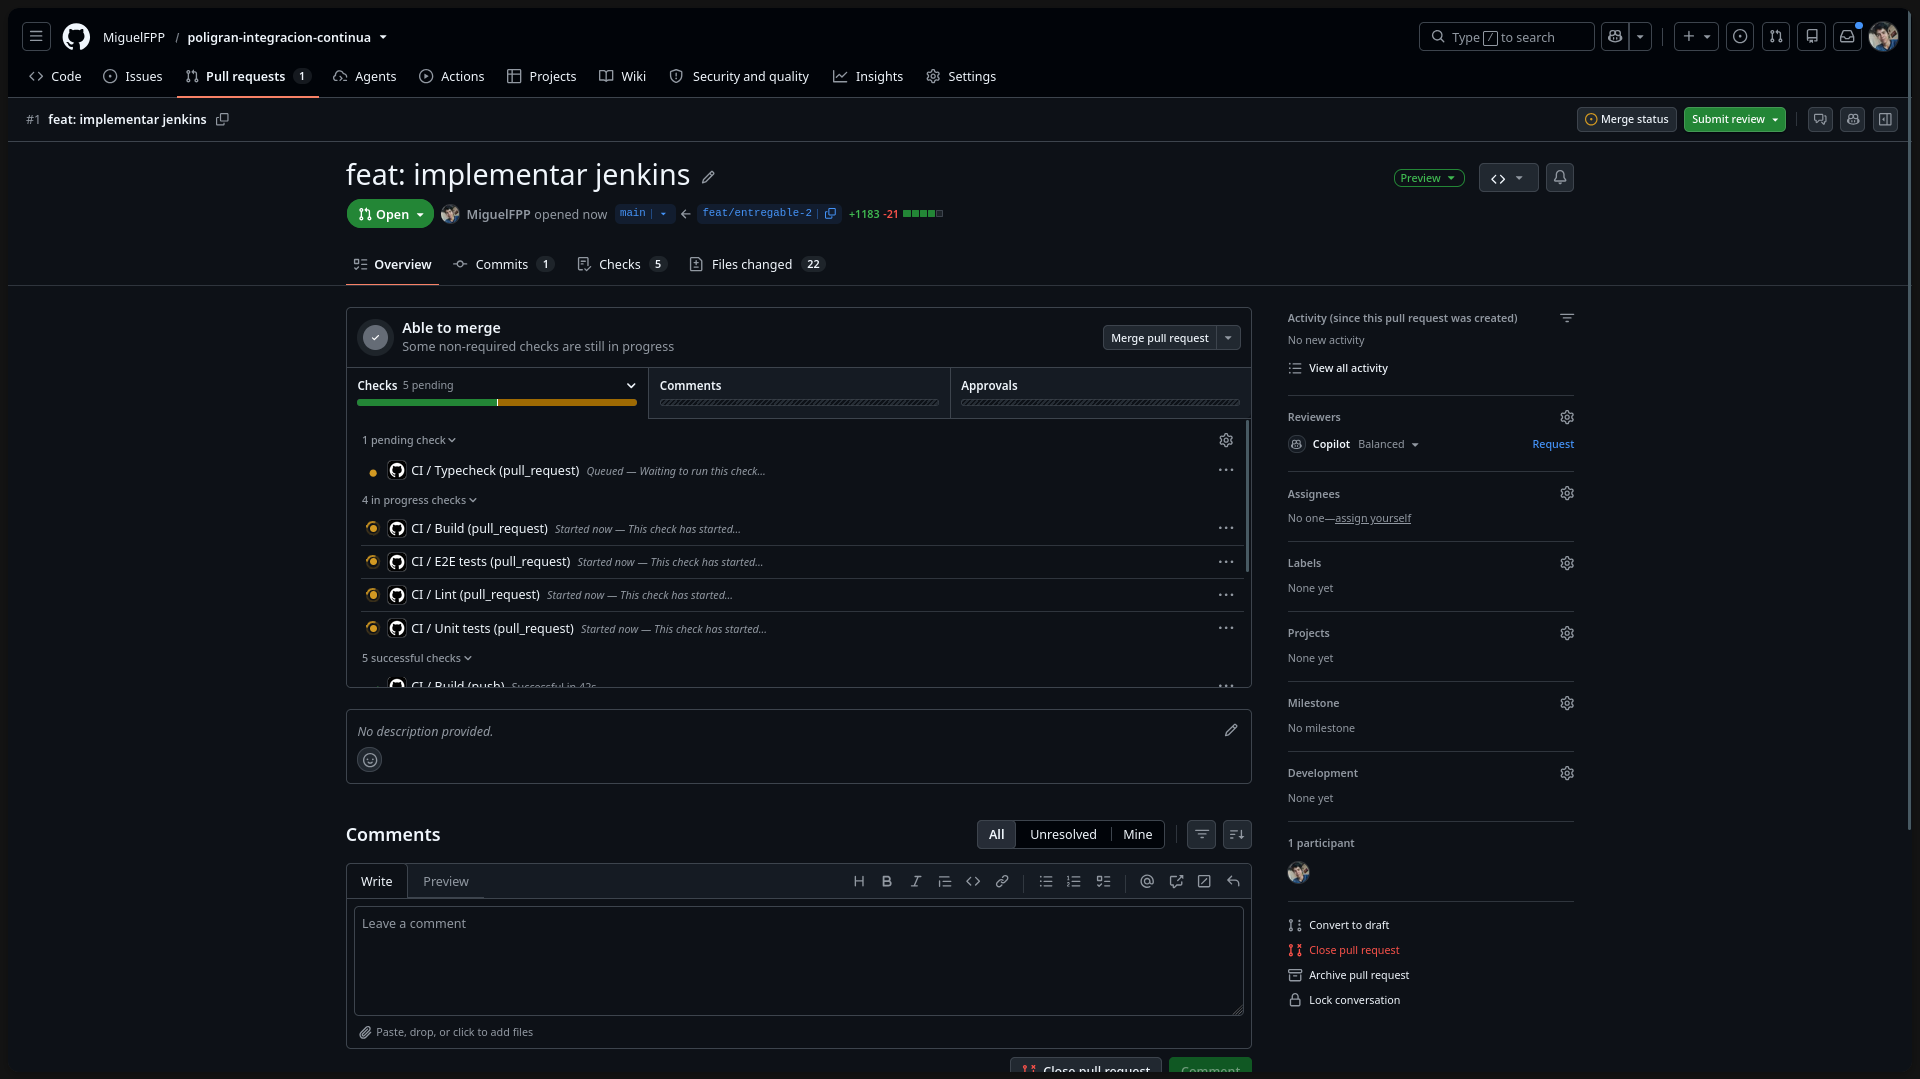 MiguelFPP / poligran-integracion-continua
Type / to search
Code
Issues
Pull requests 1
Agents
Actions
Projects
Wiki
Security and quality
Insights
Settings
#1 feat: implementar jenkins
Merge status
Submit review
feat: implementar jenkins
Preview
Open
MiguelFPP opened now
main
feat/entregable-2
+1183 -21
Overview
Commits 1
Checks 5
Files changed 22
Able to merge
Some non-required checks are still in progress
Merge pull request
Checks 5 pending
Comments
Approvals
1 pending check
CI / Typecheck (pull_request) Queued — Waiting to run this check...
4 in progress checks
CI / Build (pull_request) Started now — This check has started...
CI / E2E tests (pull_request) Started now — This check has started...
CI / Lint (pull_request) Started now — This check has started...
CI / Unit tests (pull_request) Started now — This check has started...
5 successful checks
CI / Build (push) Successful in 42s
No description provided.
Comments
All
Unresolved
Mine
Write
Preview
Leave a comment
Paste, drop, or click to add files
Close pull request
Comment
Activity (since this pull request was created)
No new activity
View all activity
Reviewers
Copilot Balanced
Request
Assignees
No one—assign yourself
Labels
None yet
Projects
None yet
Milestone
No milestone
Development
None yet
1 participant
Convert to draft
Close pull request
Archive pull request
Lock conversation